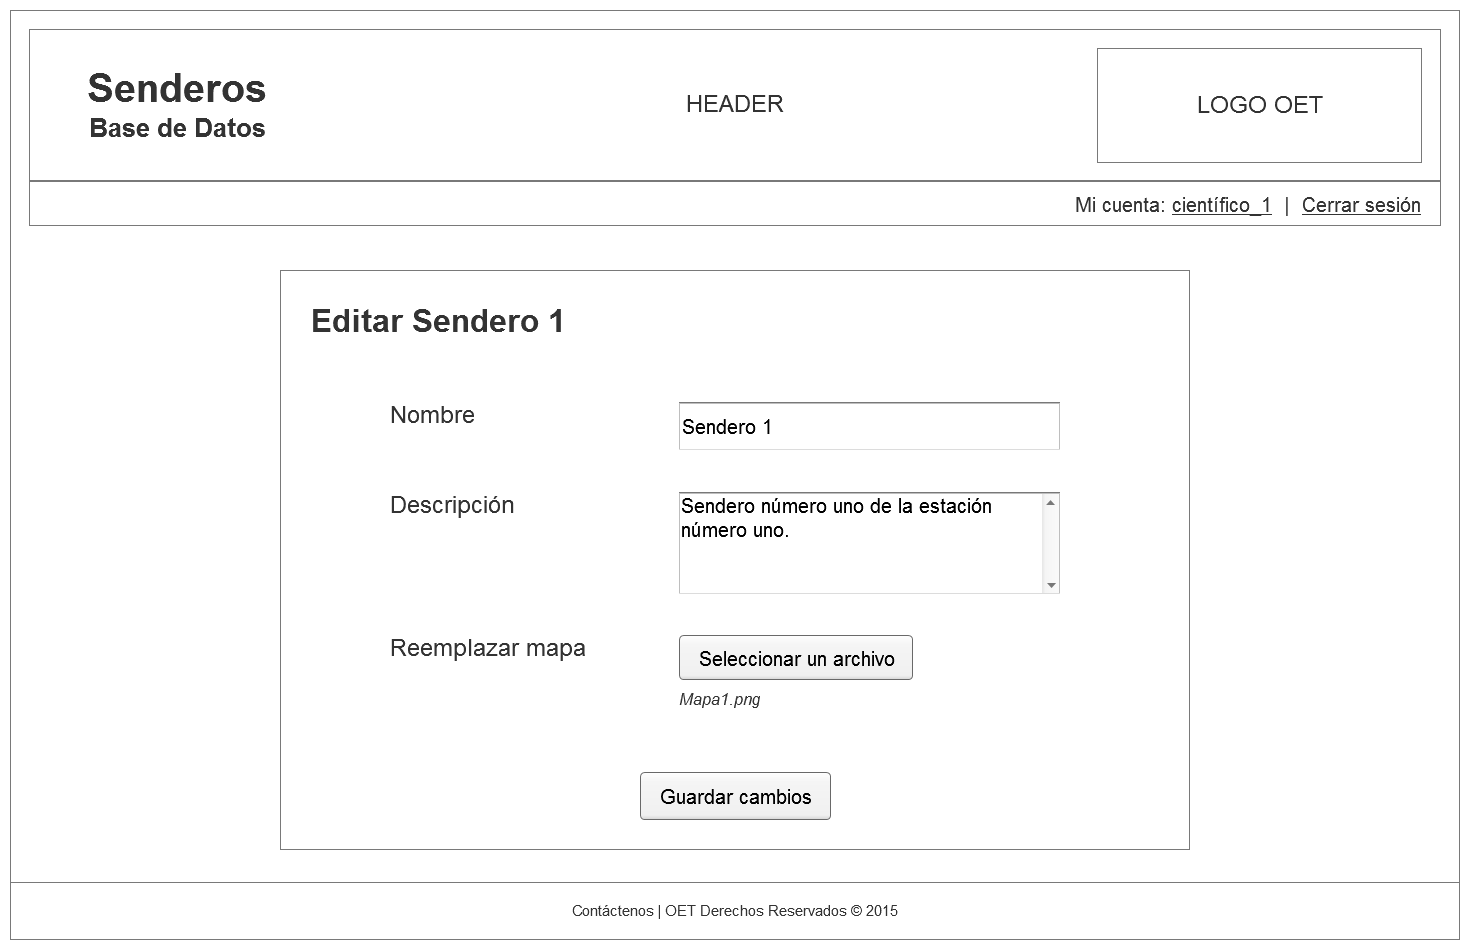 Senderos
Base de Datos
HEADER
LOGO OET
Mi cuenta: científico_1 | Cerrar sesión
Editar Sendero 1
Nombre
Sendero 1
Descripción
Sendero número uno de la estación
número uno.
Reemplazar mapa
Seleccionar un archivo
Mapa1.png
Guardar cambios
Contáctenos | OET Derechos Reservados © 2015